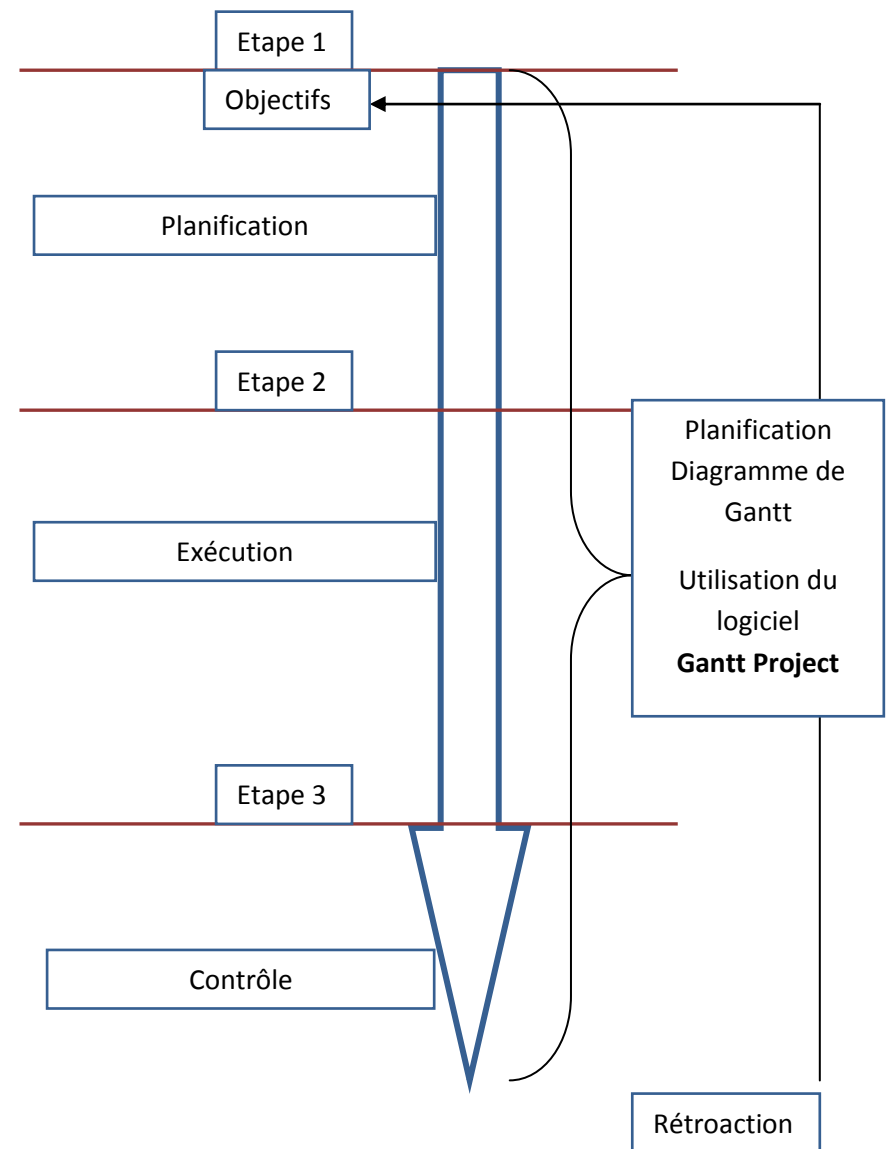 Etape 1
Objectifs
Planification
Etape 2
Planification
Diagramme de
Gantt
Utilisation du
logiciel
Gantt Project
Exécution
Etape 3
Contrôle
Rétroaction